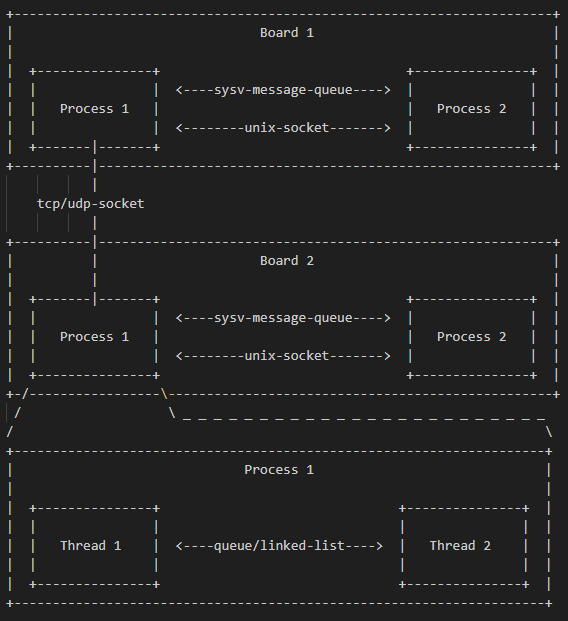 Board 1
<----sysv-message-queue---->
Process 1 Process 2
<--------unix-socket------->
tcp/udp-socket
Board 2
<----sysv-message-queue---->
Process 1 Process 2
<--------unix-socket------->
Process 1
Thread 1 <----queue/linked-list----> Thread 2